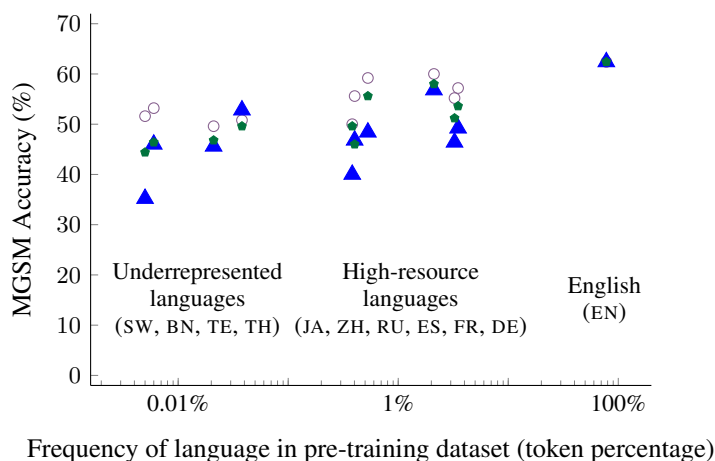 70
60
50
40
30
20
10
0
MGSM Accuracy (%)
Underrepresented
languages
(SW, BN, TE, TH)
High-resource
languages
(JA, ZH, RU, ES, FR, DE)
English
(EN)
0.01%
1%
100%
Frequency of language in pre-training dataset (token percentage)